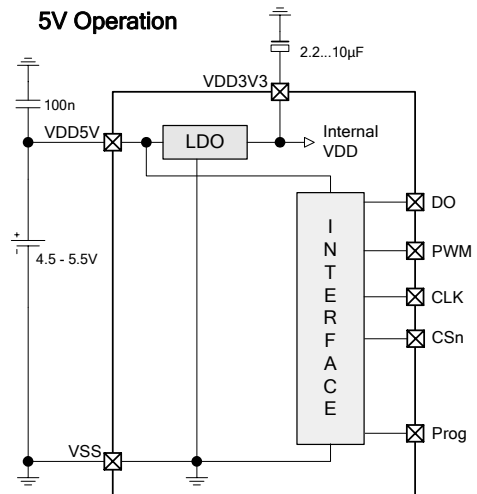 5V Operation
2.2...10µF
VDD3V3
100n
VDD5V
LDO
Internal
VDD
DO
INTERFACE
PWM
+
-
4.5 - 5.5V
CLK
CSn
Prog
VSS